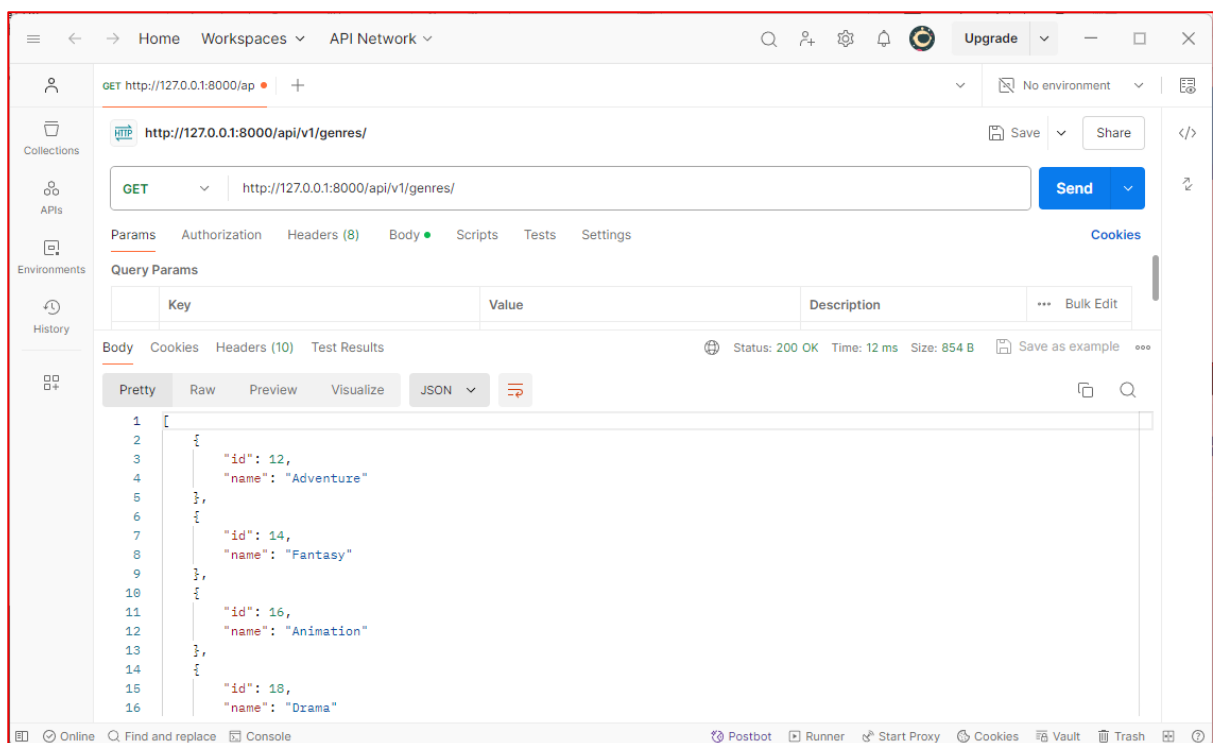 Home Workspaces API Network Upgrade
GET http://127.0.0.1:8000/ap No environment
HTTP http://127.0.0.1:8000/api/v1/genres/ Save Share
Collections
GET http://127.0.0.1:8000/api/v1/genres/ Send
APIs
Params Authorization Headers (8) Body Scripts Tests Settings Cookies
Environments
Query Params
Key Value Description Bulk Edit
History
Body Cookies Headers (10) Test Results Status: 200 OK Time: 12 ms Size: 854 B Save as example
Pretty Raw Preview Visualize JSON
1 [
2 {
3 "id": 12,
4 "name": "Adventure"
5 },
6 {
7 "id": 14,
8 "name": "Fantasy"
9 },
10 {
11 "id": 16,
12 "name": "Animation"
13 },
14 {
15 "id": 18,
16 "name": "Drama"
Online Find and replace Console Postbot Runner Start Proxy Cookies Vault Trash